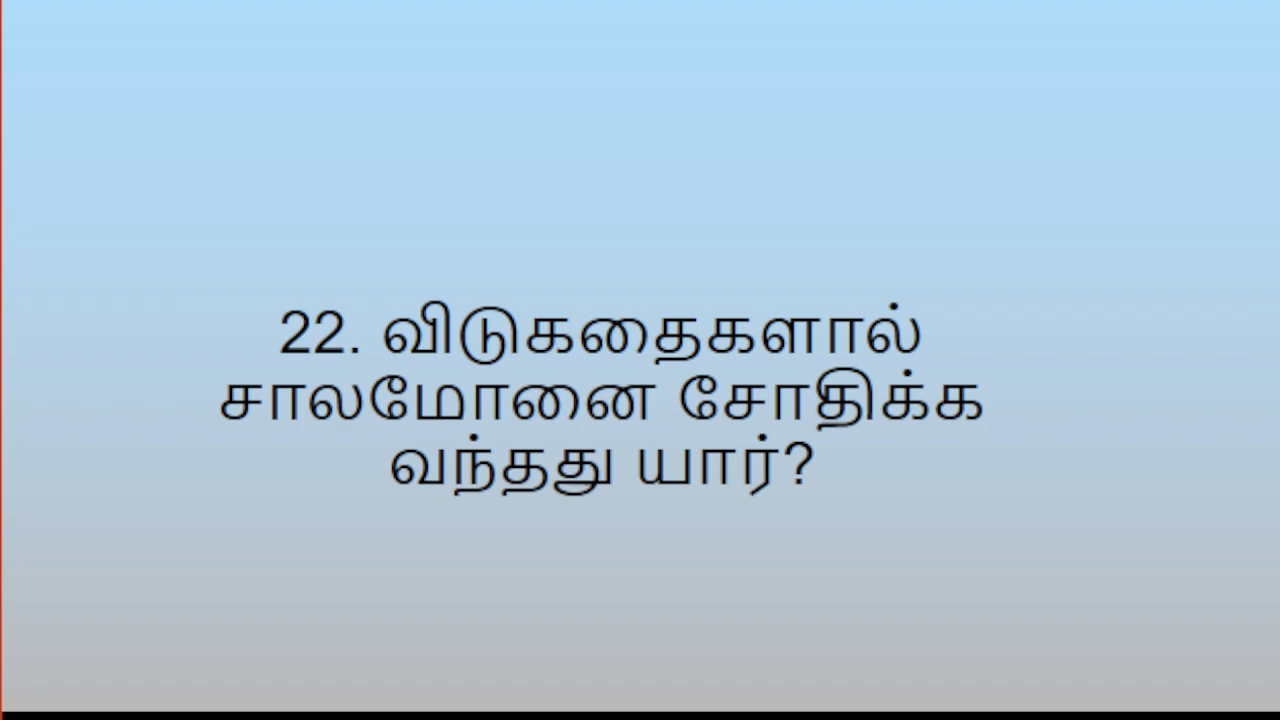 22. விடுகதைகளால்
சாலமோனை சோதிக்க
வந்தது யார்?